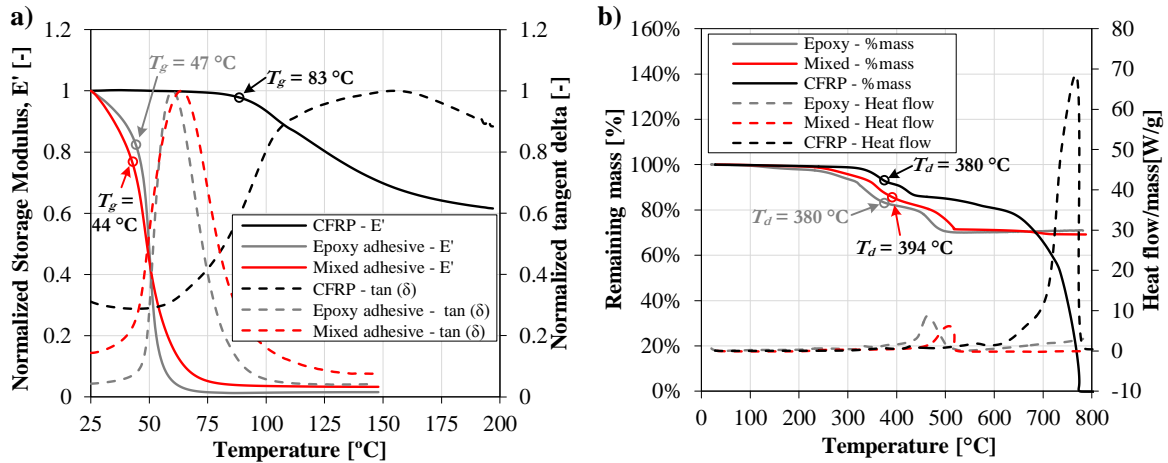 a)
Normalized Storage Modulus, E' [-]
1.2
1
0.8
0.6
0.4
0.2
0
25
50
75
100
125
150
175
200
Temperature [ºC]
1.2
1
0.8
0.6
0.4
0.2
0
Normalized tangent delta [-]
Tg = 47 °C
Tg = 83 °C
Tg =
44 °C
CFRP - E'
Epoxy adhesive - E'
Mixed adhesive - E'
CFRP - tan (δ)
Epoxy adhesive - tan (δ)
Mixed adhesive - tan (δ)
b)
Remaining mass [%]
160%
140%
120%
100%
80%
60%
40%
20%
0%
0
100
200
300
400
500
600
700
800
Temperature [°C]
80
70
60
50
40
30
20
10
0
-10
Heat flow/mass[W/g]
Epoxy - %mass
Mixed - %mass
CFRP - %mass
Epoxy - Heat flow
Mixed - Heat flow
CFRP - Heat flow
Td = 380 °C
Td = 380 °C
Td = 394 °C